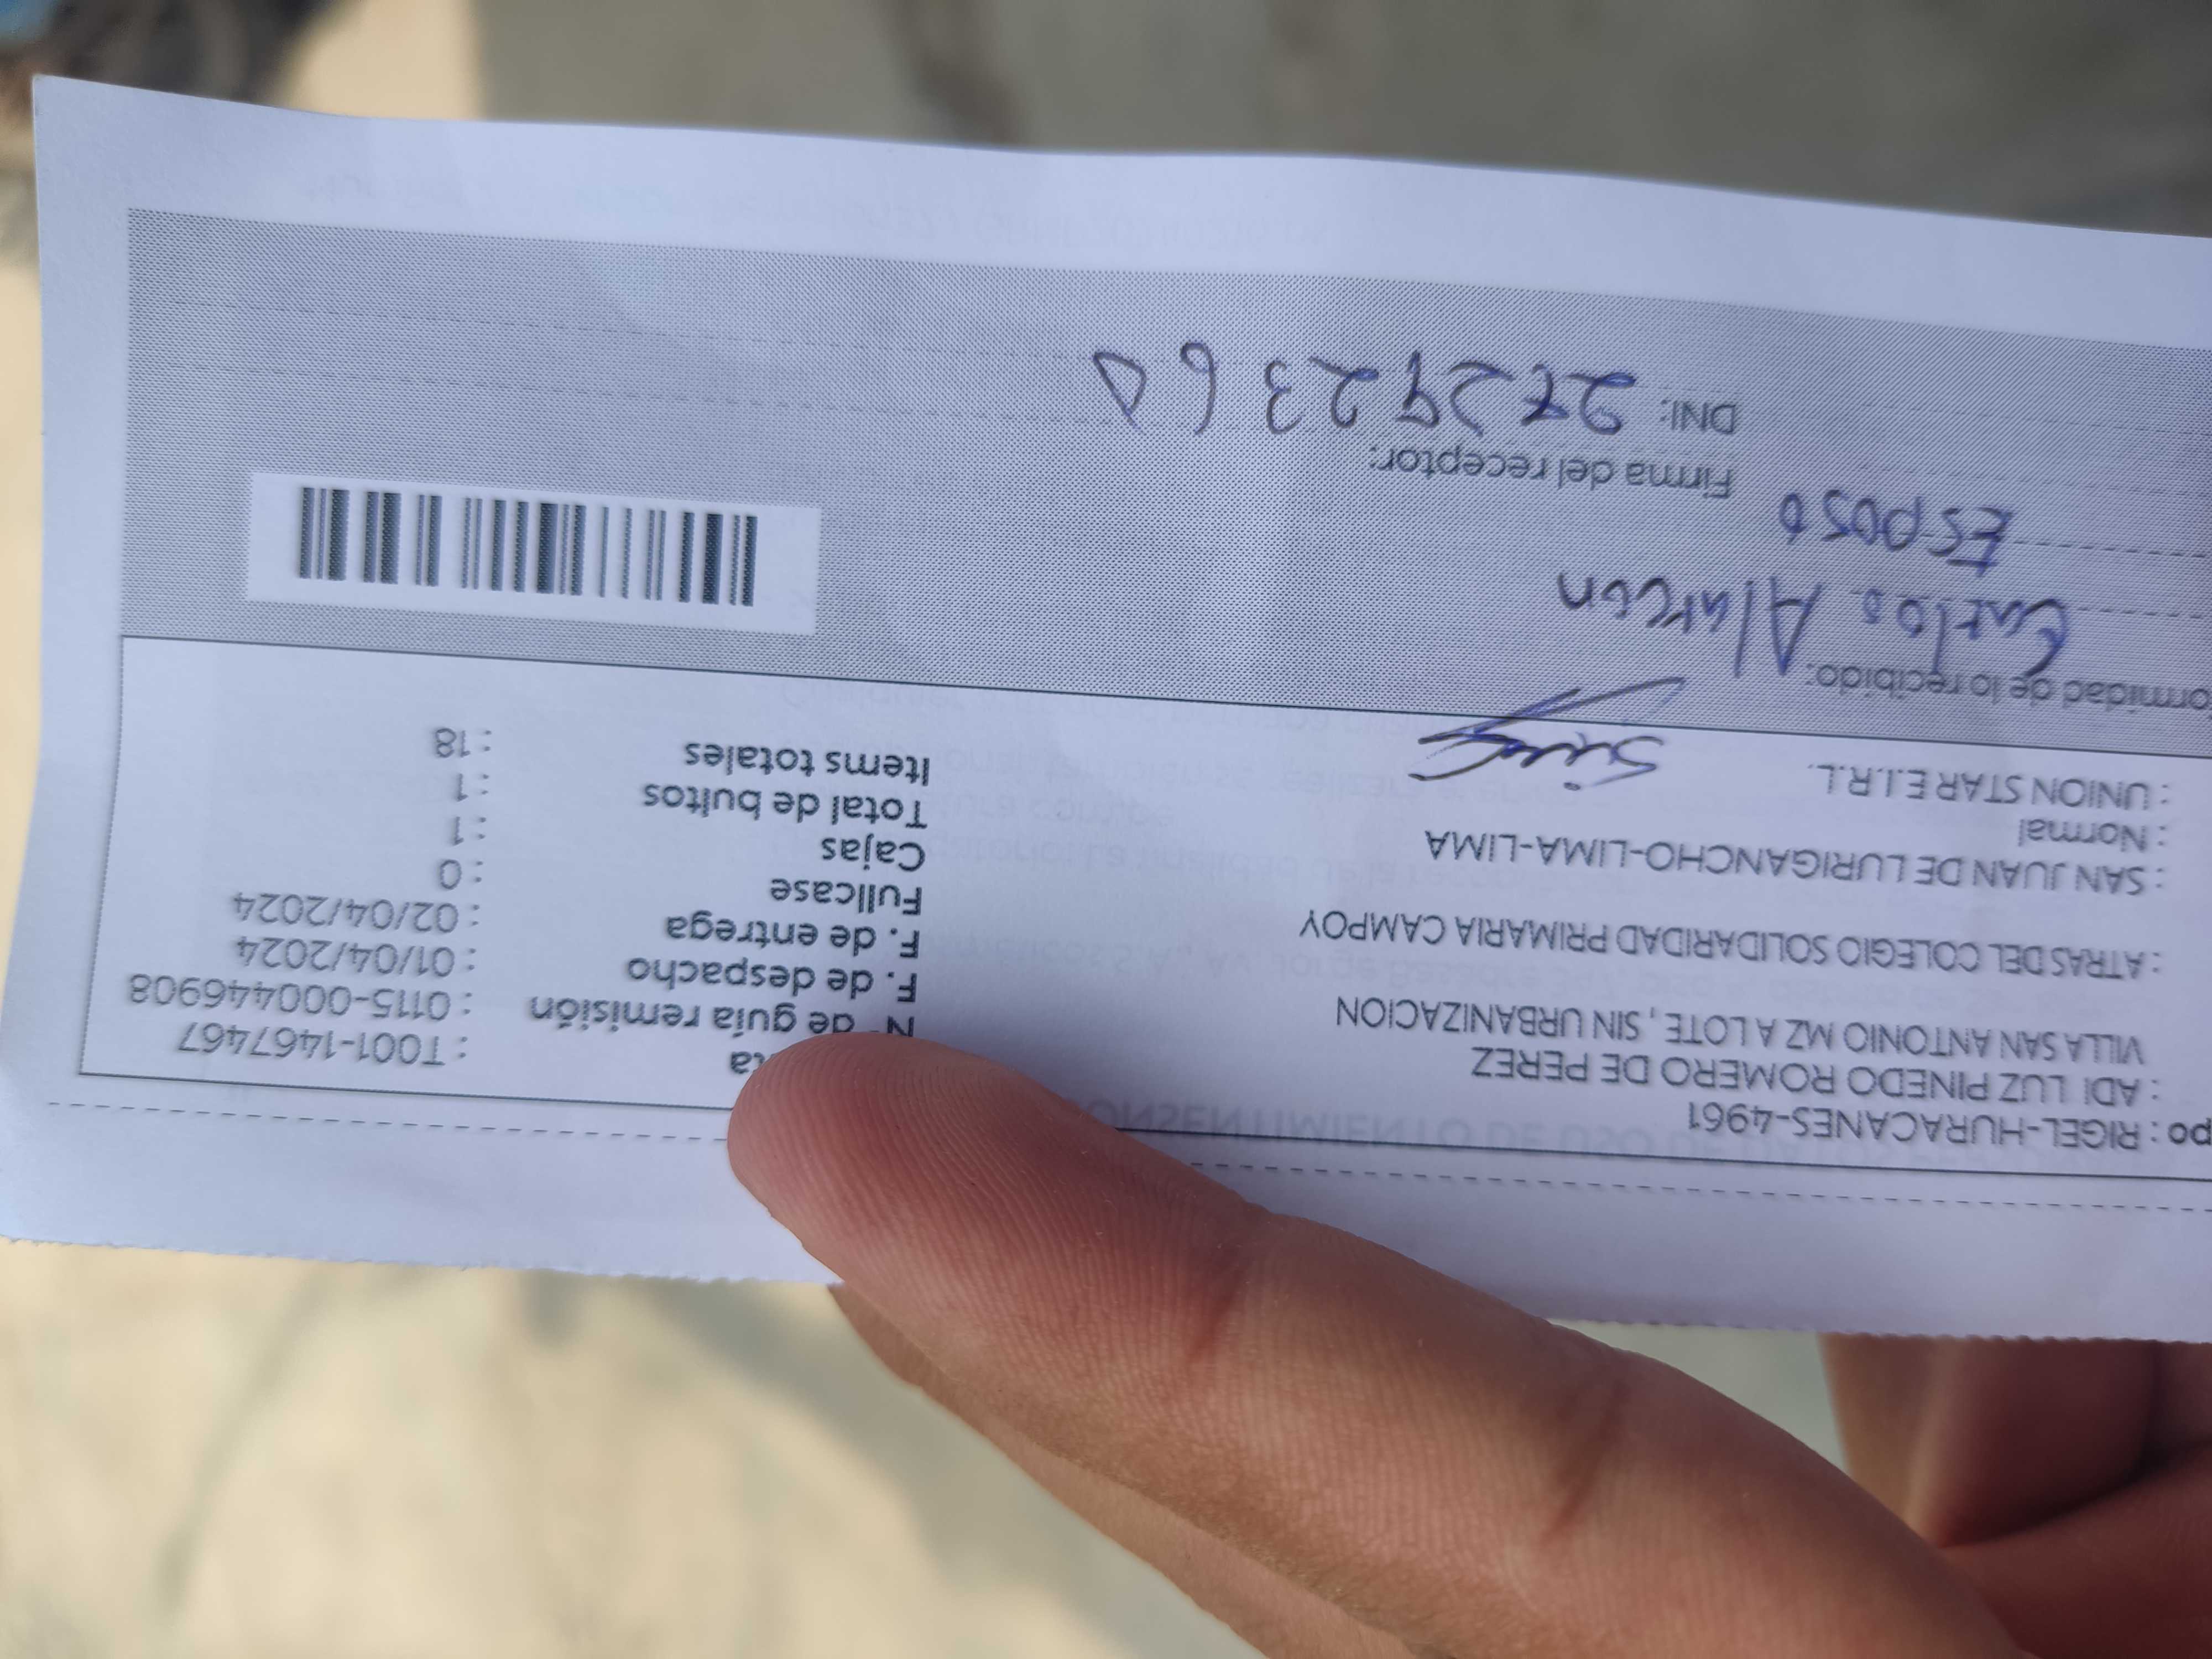 po : RIGEL-HURACANES-4961
: ADI LUZ PINEDO ROMERO DE PEREZ
VILLA SAN ANTONIO MZ A LOTE , SIN URBANIZACION
: ATRAS DEL COLEGIO SOLIDARIDAD PRIMARIA CAMPOY
: SAN JUAN DE LURIGANCHO-LIMA-LIMA
: Normal
: UNION STAR E.I.R.L.
ta : T001-1467467
N° de guía remisión : 0115-000446908
F. de despacho : 01/04/2024
F. de entrega : 02/04/2024
Fullcase : 0
Cajas : 1
Total de bultos : 1
Items totales : 18
ormidad de lo recibido:
Carlos Alarcon
Esposo
Firma del receptor:
DNI: